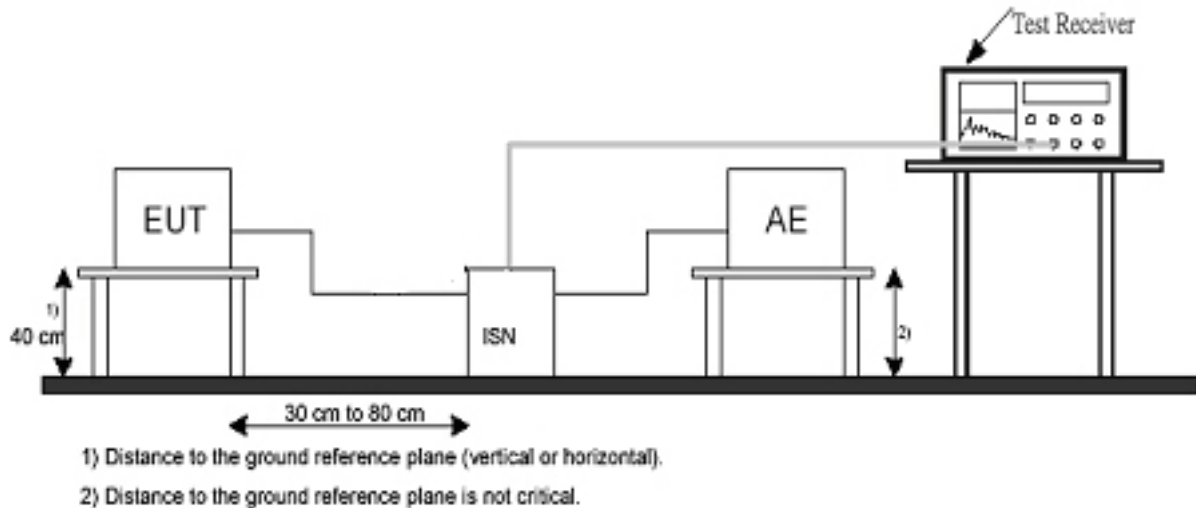 Test Receiver
EUT
AE
1)
40 cm
ISN
2)
30 cm to 80 cm
1) Distance to the ground reference plane (vertical or horizontal).
2) Distance to the ground reference plane is not critical.